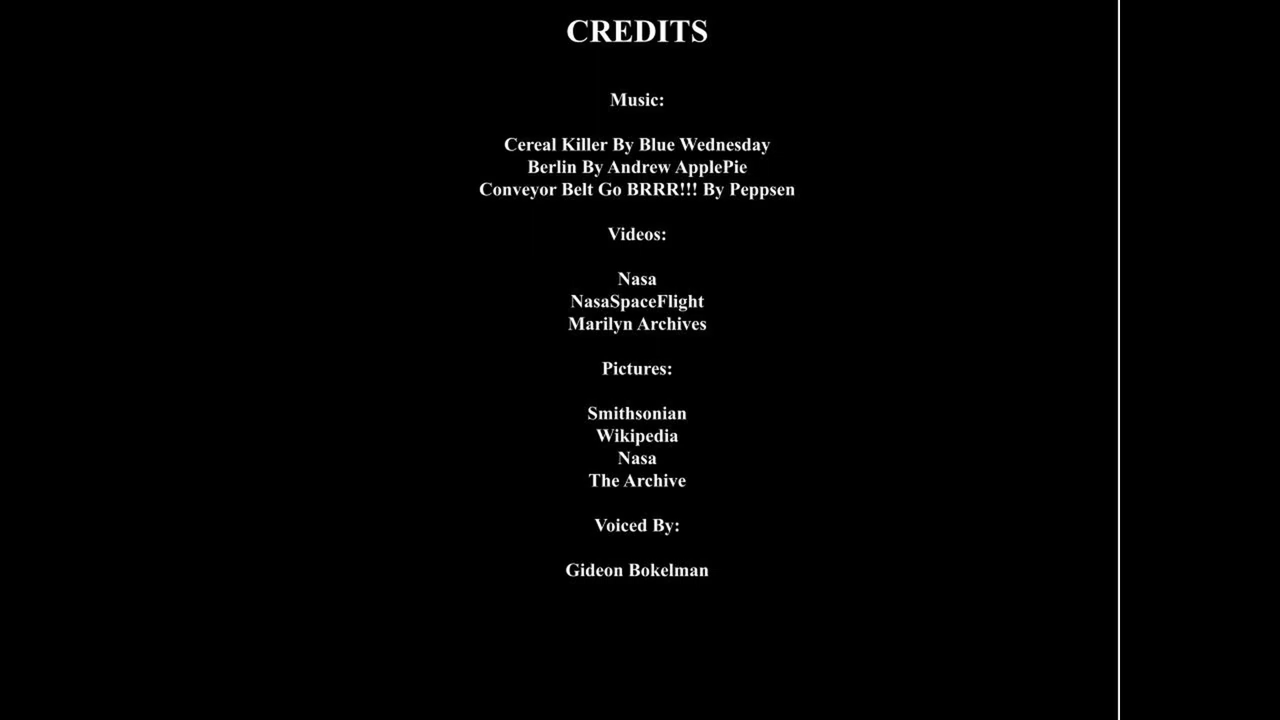 CREDITS
Music:
Cereal Killer By Blue Wednesday
Berlin By Andrew ApplePie
Conveyor Belt Go BRRR!!! By Peppsen
Videos:
Nasa
NasaSpaceFlight
Marilyn Archives
Pictures:
Smithsonian
Wikipedia
Nasa
The Archive
Voiced By:
Gideon Bokelman